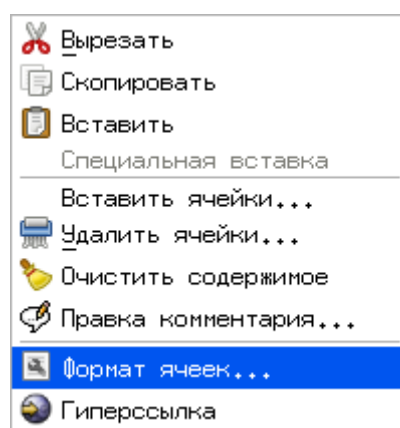 Вырезать
Скопировать
Вставить
Специальная вставка
Вставить ячейки...
Удалить ячейки...
Очистить содержимое
Правка комментария...
Формат ячеек...
Гиперссылка